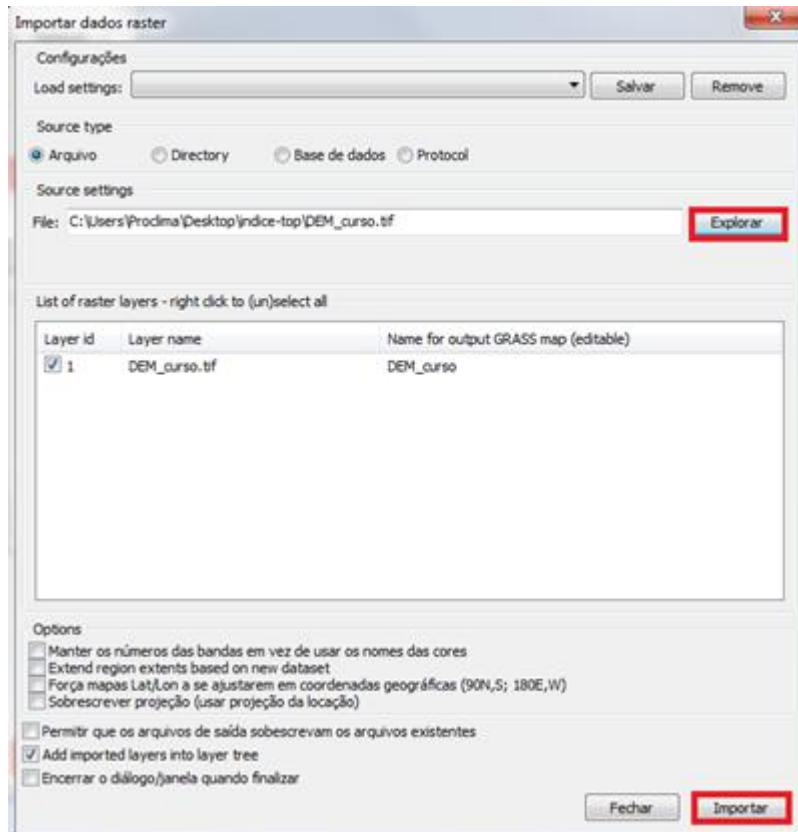 Importar dados raster
Configurações
Load settings: Salvar Remove
Source type
Arquivo Directory Base de dados Protocol
Source settings
File: C:\Users\Proclima\Desktop\indice-top\DEM_curso.tif Explorar
List of raster layers - right click to (un)select all
Layer id Layer name Name for output GRASS map (editable)
1 DEM_curso.tif DEM_curso
Options
Manter os números das bandas em vez de usar os nomes das cores
Extend region extents based on new dataset
Força mapas Lat/Lon a se ajustarem em coordenadas geográficas (90N,S; 180E,W)
Sobrescrever projeção (usar projeção da locação)
Permitir que os arquivos de saída sobescrevam os arquivos existentes
Add imported layers into layer tree
Encerrar o diálogo/janela quando finalizar
Fechar Importar